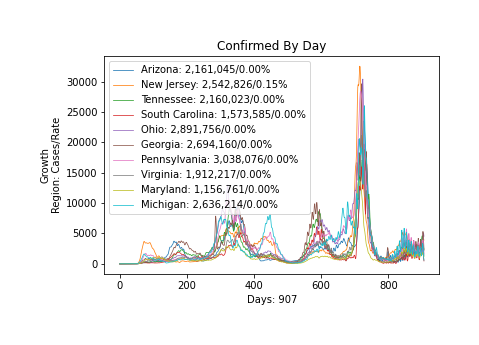 Confirmed By Day
Growth
Region: Cases/Rate
30000
25000
20000
15000
10000
5000
0
Arizona: 2,161,045/0.00%
New Jersey: 2,542,826/0.15%
Tennessee: 2,160,023/0.00%
South Carolina: 1,573,585/0.00%
Ohio: 2,891,756/0.00%
Georgia: 2,694,160/0.00%
Pennsylvania: 3,038,076/0.00%
Virginia: 1,912,217/0.00%
Maryland: 1,156,761/0.00%
Michigan: 2,636,214/0.00%
0 200 400 600 800
Days: 907